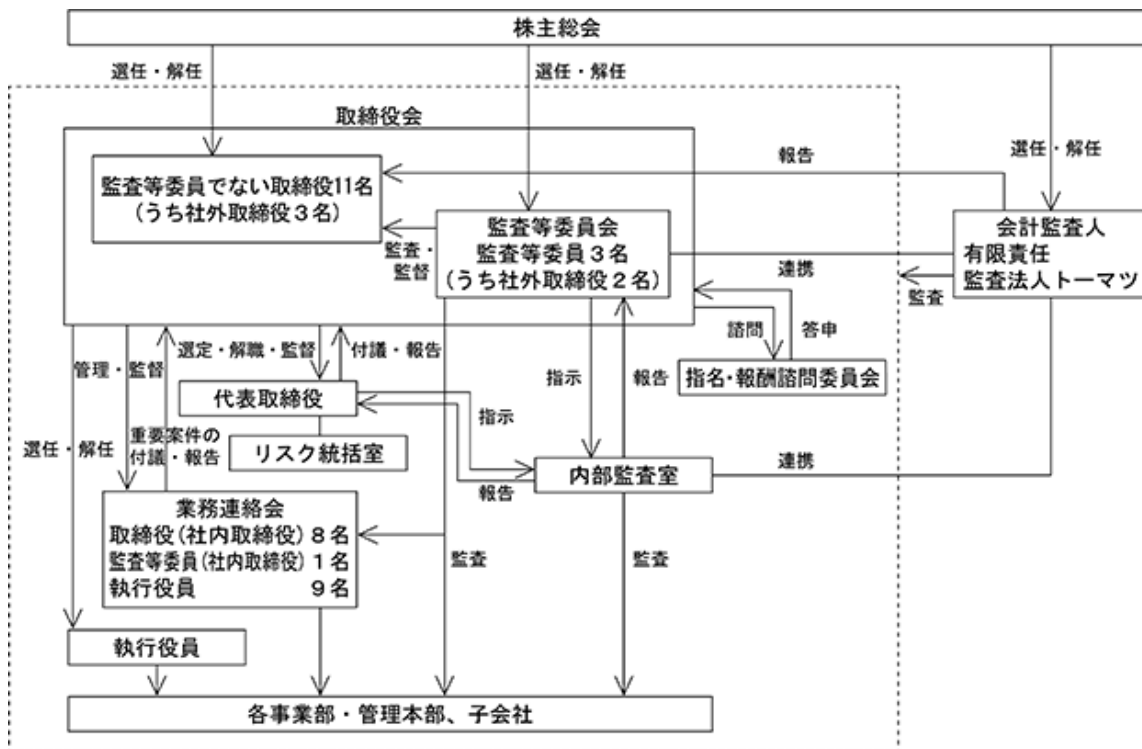 株主総会
選任・解任
選任・解任
選任・解任
取締役会
報告
監査等委員でない取締役11名
(うち社外取締役3名)
監査・
監督
監査等委員会
監査等委員3名
(うち社外取締役2名)
会計監査人
有限責任
監査法人トーマツ
連携
監査
諮問
答申
指名・報酬諮問委員会
管理・監督
選定・解職・監督
付議・報告
指示
報告
代表取締役
指示
リスク統括室
選任・解任
重要案件の
付議・報告
報告
内部監査室
連携
業務連絡会
取締役(社内取締役)8名
監査等委員(社内取締役)1名
執行役員 9名
監査
監査
執行役員
各事業部・管理本部、子会社